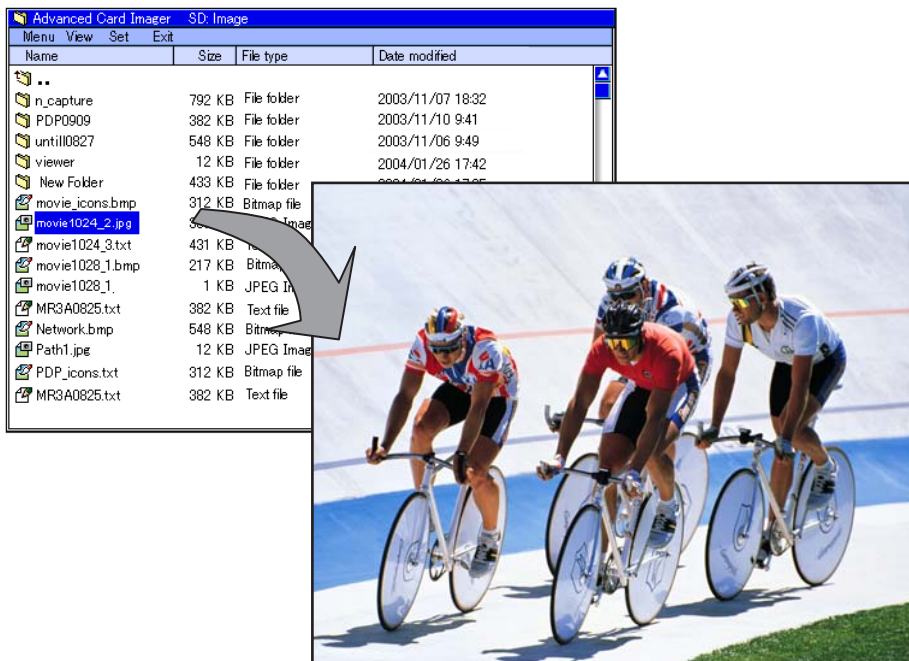 Advanced Card Imager SD: Image
Menu View Set Exit
Name Size File type Date modified
..
n_capture 792 KB File folder 2003/11/07 18:32
PDP0909 382 KB File folder 2003/11/10 9:41
untill0827 548 KB File folder 2003/11/06 9:49
viewer 12 KB File folder 2004/01/26 17:42
New Folder 433 KB File folder
movie_icons.bmp 312 KB Bitmap file
movie1024_2.jpg
movie1024_3.txt 431 KB
movie1028_1.bmp 217 KB
movie1028_1. 1 KB JPEG
MR3A0825.txt 382 KB Text file
Network.bmp 548 KB
Path1.jpg 12 KB JPEG Imag
PDP_icons.txt 312 KB Bitmap file
MR3A0825.txt 382 KB Text file